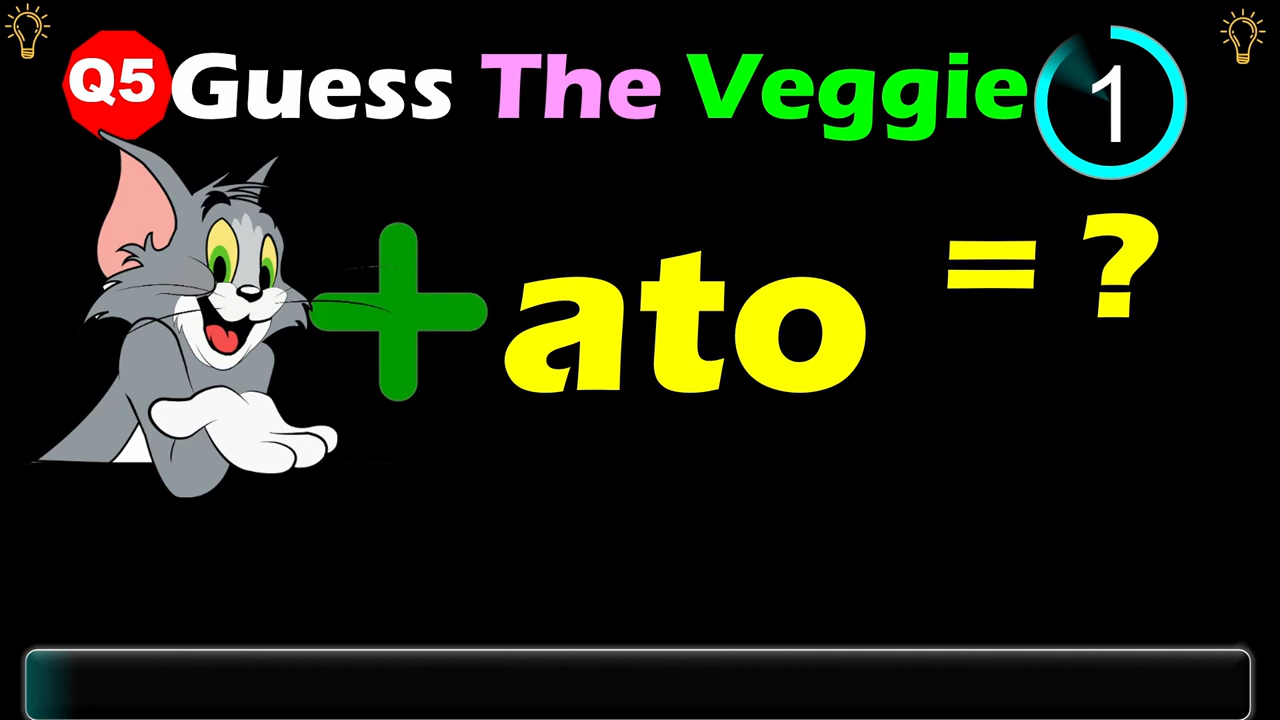 Q5 Guess The Veggie 1
+ ato = ?